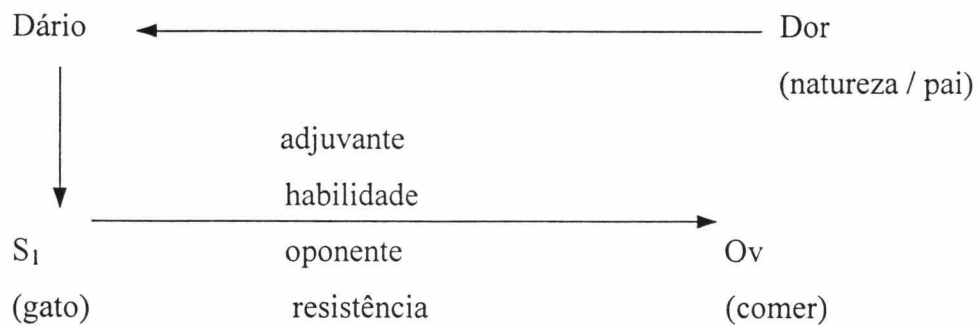 Dário Dor
(natureza / pai)
adjuvante
habilidade
S1 oponente Ov
(gato) resistência (comer)